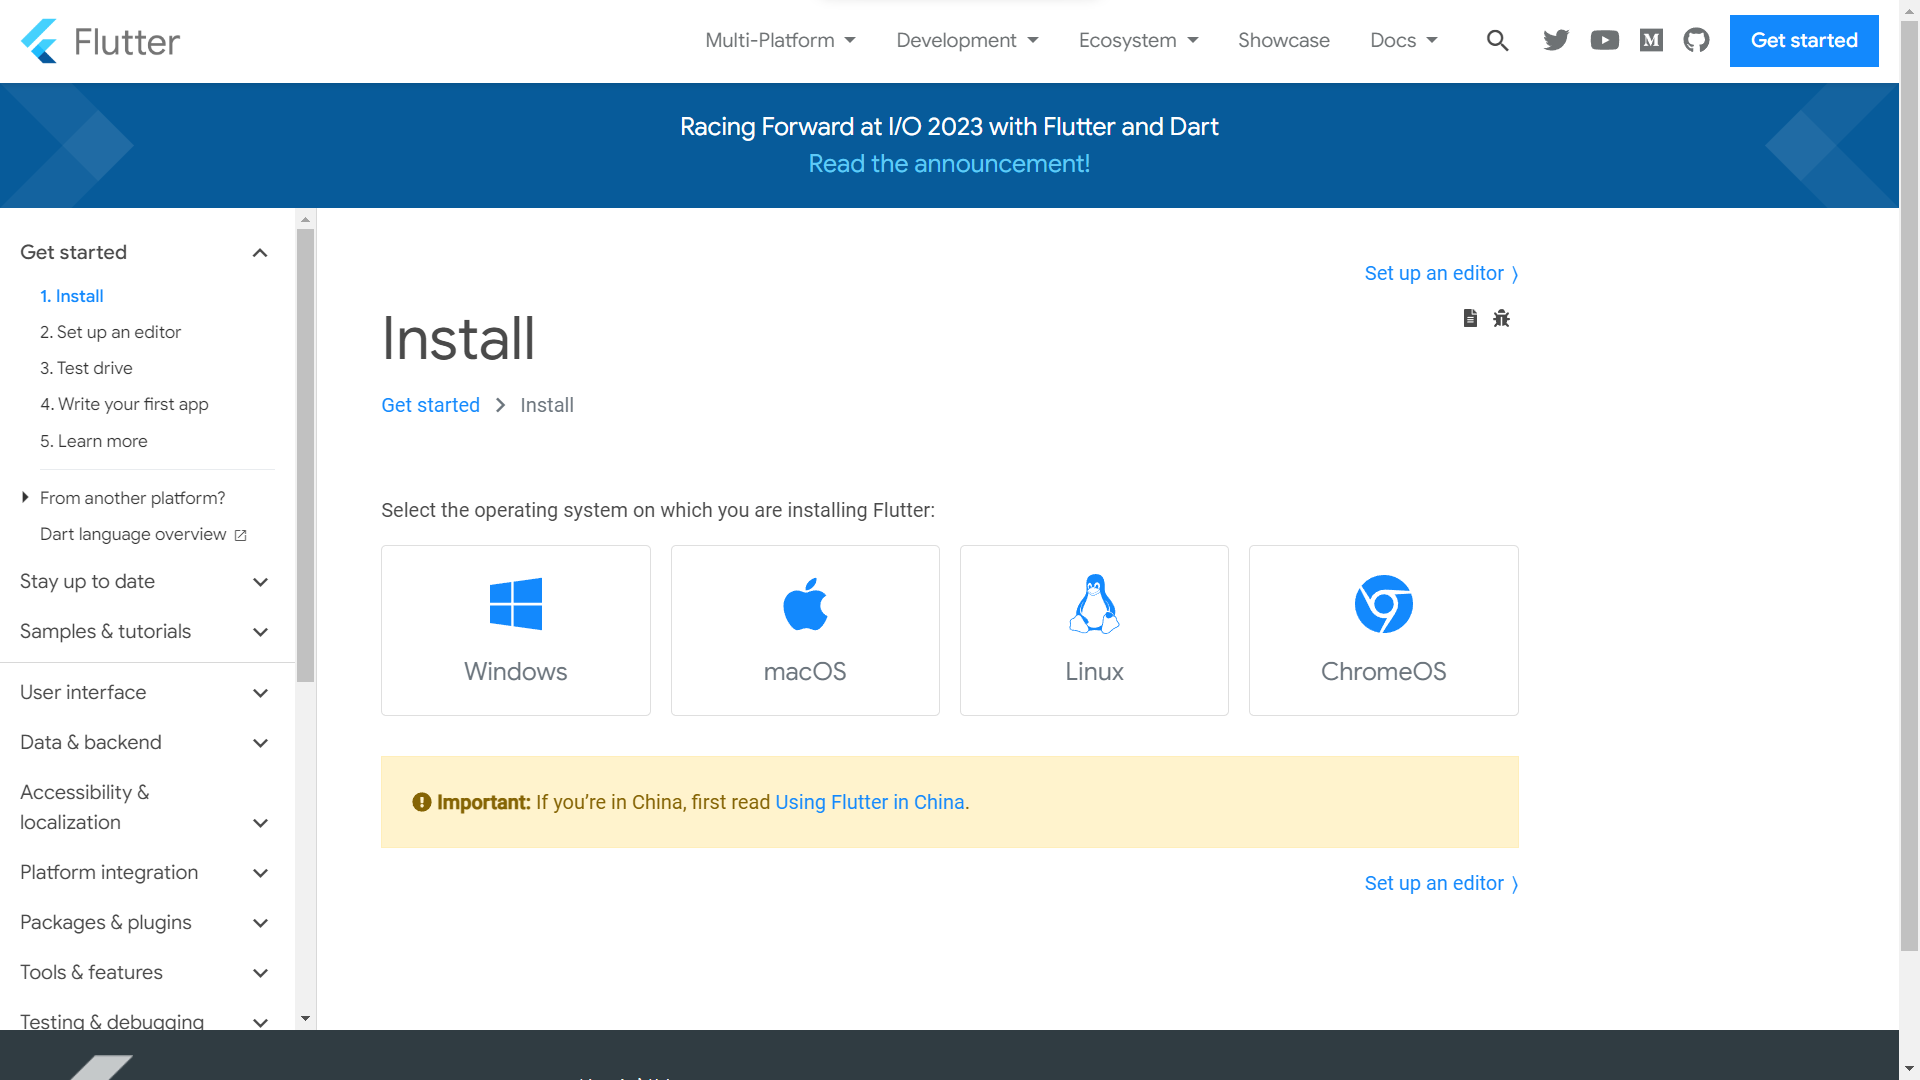 Flutter
Multi-Platform
Development
Ecosystem
Showcase
Docs
Get started
Racing Forward at I/O 2023 with Flutter and Dart
Read the announcement!
Get started
1. Install
2. Set up an editor
3. Test drive
4. Write your first app
5. Learn more
From another platform?
Dart language overview
Stay up to date
Samples & tutorials
User interface
Data & backend
Accessibility &
localization
Platform integration
Packages & plugins
Tools & features
Testing & debugging
Set up an editor ⟩
Install
Get started
Install
Select the operating system on which you are installing Flutter:
Windows
macOS
Linux
ChromeOS
Important: If you’re in China, first read Using Flutter in China.
Set up an editor ⟩